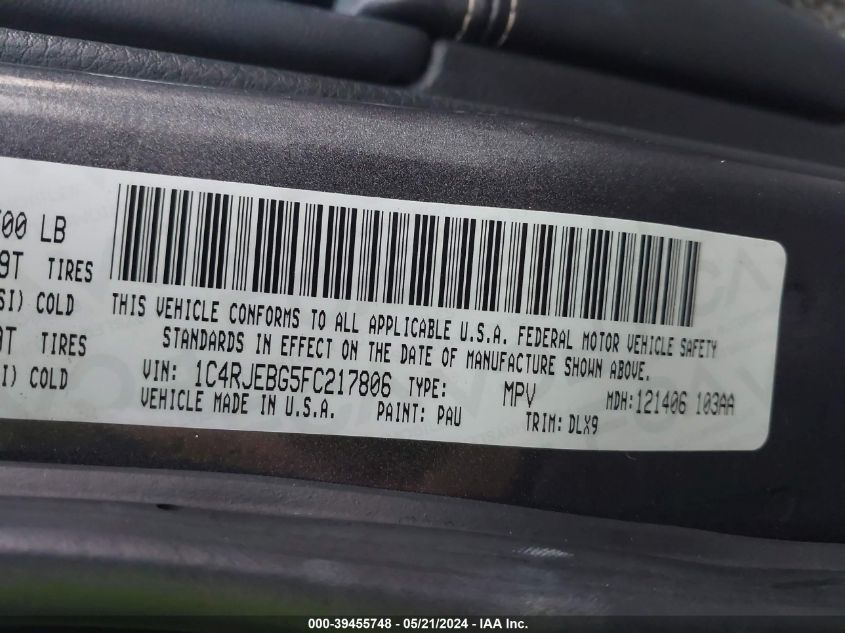 00 LB
9T TIRES
SI) COLD
0T TIRES
I) COLD
THIS VEHICLE CONFORMS TO ALL APPLICABLE U.S.A. FEDERAL MOTOR VEHICLE SAFETY
STANDARDS IN EFFECT ON THE DATE OF MANUFACTURE SHOWN ABOVE.
VIN: 1C4RJEBG5FC217806 TYPE: MPV MDH: 121406 103AA
VEHICLE MADE IN U.S.A. PAINT: PAU TRIM: DLX9
000-39455748 - 05/21/2024 - IAA Inc.